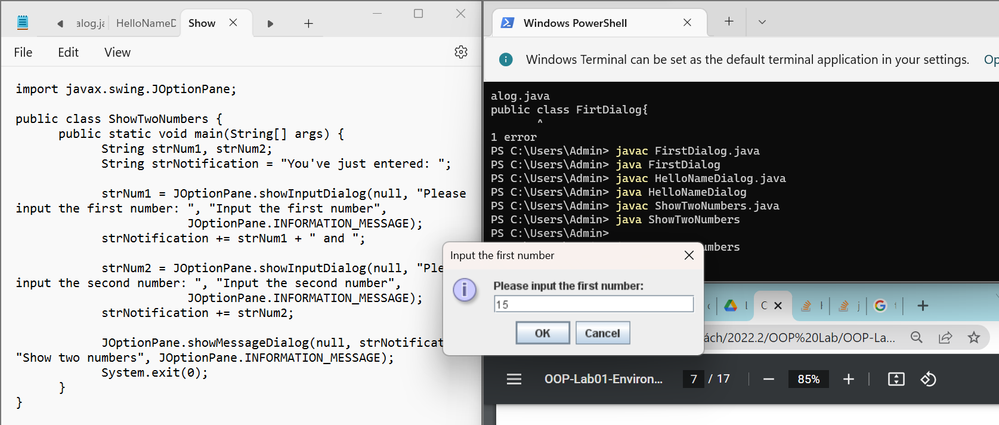 alog.ja HelloNameD Show
File Edit View
import javax.swing.JOptionPane;
public class ShowTwoNumbers {
public static void main(String[] args) {
String strNum1, strNum2;
String strNotification = "You've just entered: ";
strNum1 = JOptionPane.showInputDialog(null, "Please
input the first number: ", "Input the first number",
JOptionPane.INFORMATION_MESSAGE);
strNotification += strNum1 + " and ";
strNum2 = JOptionPane.showInputDialog(null, "Ple
input the second number: ", "Input the second number",
JOptionPane.INFORMATION_MESSAGE);
strNotification += strNum2;
JOptionPane.showMessageDialog(null, strNotificat
"Show two numbers", JOptionPane.INFORMATION_MESSAGE);
System.exit(0);
}
}
Windows PowerShell
Windows Terminal can be set as the default terminal application in your settings. Op
alog.java
public class FirtDialog{
^
1 error
PS C:\Users\Admin> javac FirstDialog.java
PS C:\Users\Admin> java FirstDialog
PS C:\Users\Admin> javac HelloNameDialog.java
PS C:\Users\Admin> java HelloNameDialog
PS C:\Users\Admin> javac ShowTwoNumbers.java
PS C:\Users\Admin> java ShowTwoNumbers
PS C:\Users\Admin>
umbers
Input the first number
Please input the first number:
15
OK Cancel
L C
ách/2022.2/OOP%20Lab/OOP-La...
OOP-Lab01-Environ... 7 / 17 85%